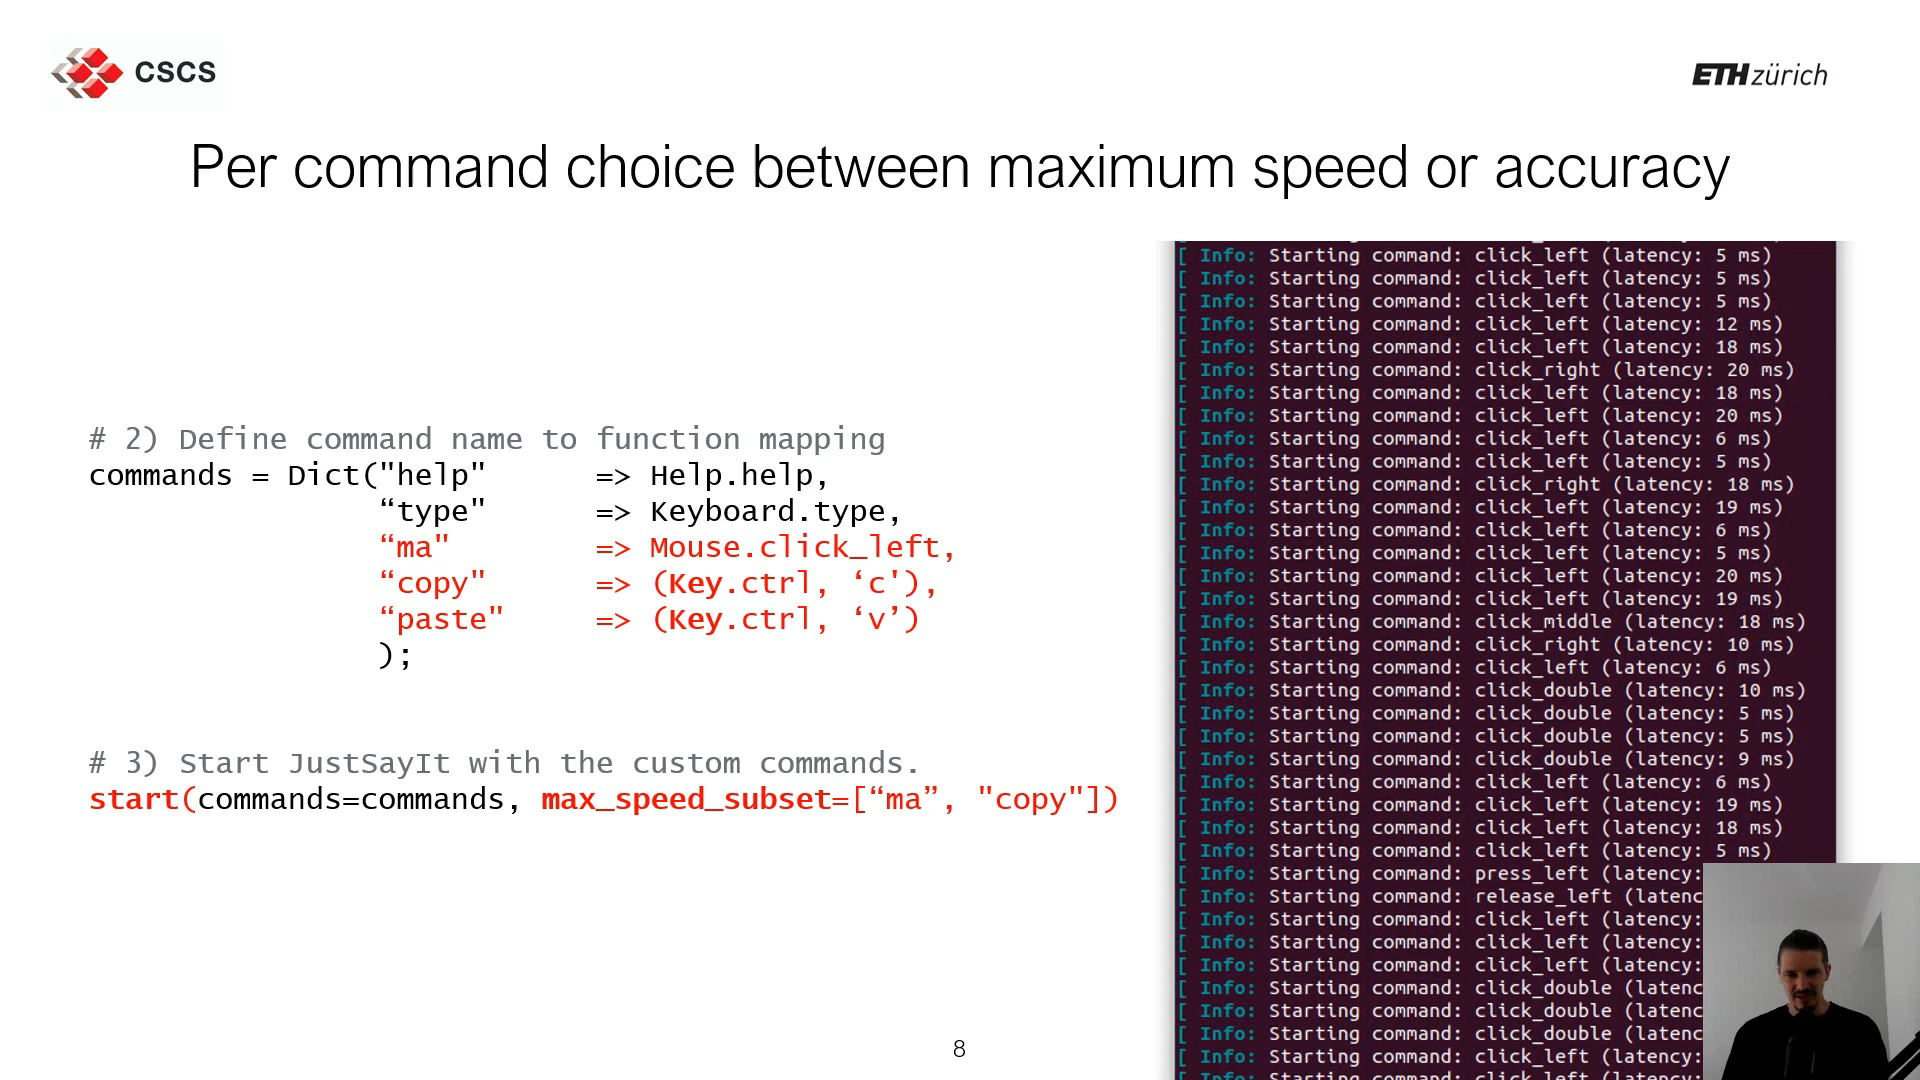 CSCS
ETH zürich
Per command choice between maximum speed or accuracy
# 2) Define command name to function mapping
commands = Dict("help" => Help.help,
“type" => Keyboard.type,
“ma" => Mouse.click_left,
“copy" => (Key.ctrl, ‘c'),
“paste" => (Key.ctrl, ‘v’)
);
# 3) Start JustSayIt with the custom commands.
start(commands=commands, max_speed_subset=[“ma”, "copy"])
[ Info: Starting command: click_left (latency: 5 ms)
[ Info: Starting command: click_left (latency: 5 ms)
[ Info: Starting command: click_left (latency: 5 ms)
[ Info: Starting command: click_left (latency: 12 ms)
[ Info: Starting command: click_left (latency: 18 ms)
[ Info: Starting command: click_right (latency: 20 ms)
[ Info: Starting command: click_left (latency: 18 ms)
[ Info: Starting command: click_left (latency: 20 ms)
[ Info: Starting command: click_left (latency: 6 ms)
[ Info: Starting command: click_left (latency: 5 ms)
[ Info: Starting command: click_right (latency: 18 ms)
[ Info: Starting command: click_left (latency: 19 ms)
[ Info: Starting command: click_left (latency: 6 ms)
[ Info: Starting command: click_left (latency: 5 ms)
[ Info: Starting command: click_left (latency: 20 ms)
[ Info: Starting command: click_left (latency: 19 ms)
[ Info: Starting command: click_middle (latency: 18 ms)
[ Info: Starting command: click_right (latency: 10 ms)
[ Info: Starting command: click_left (latency: 6 ms)
[ Info: Starting command: click_double (latency: 10 ms)
[ Info: Starting command: click_double (latency: 5 ms)
[ Info: Starting command: click_double (latency: 5 ms)
[ Info: Starting command: click_double (latency: 9 ms)
[ Info: Starting command: click_left (latency: 6 ms)
[ Info: Starting command: click_left (latency: 19 ms)
[ Info: Starting command: click_left (latency: 18 ms)
[ Info: Starting command: click_left (latency: 5 ms)
[ Info: Starting command: press_left (latency:
[ Info: Starting command: release_left (latenc
[ Info: Starting command: click_left (latency:
[ Info: Starting command: click_left (latency:
[ Info: Starting command: click_left (latency:
[ Info: Starting command: click_double (latenc
[ Info: Starting command: click_double (latenc
[ Info: Starting command: click_double (latenc
[ Info: Starting command: click_left (latency:
[ Info: Starting command: click_left (latency:
8